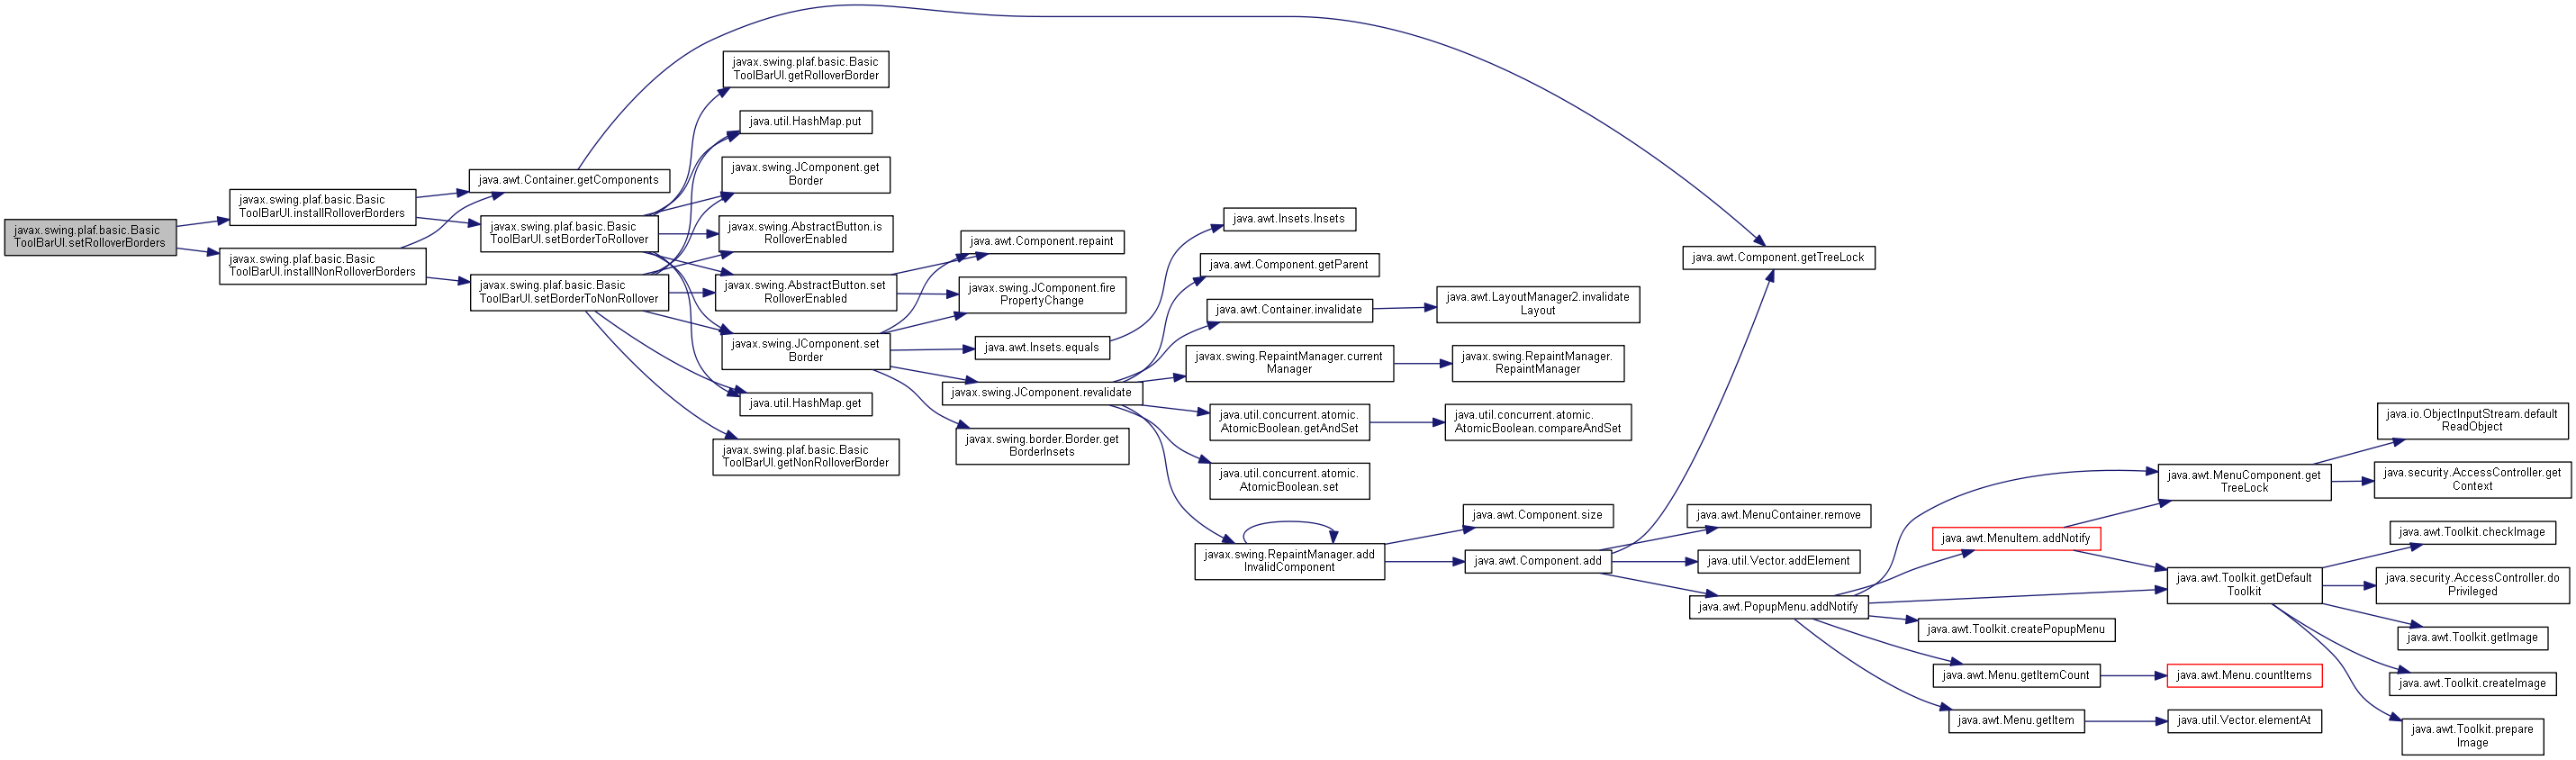 javax.swing.plaf.basic.Basic
ToolBarUI.setRolloverBorders
javax.swing.plaf.basic.Basic
ToolBarUI.installRolloverBorders
javax.swing.plaf.basic.Basic
ToolBarUI.installNonRolloverBorders
java.awt.Container.getComponents
javax.swing.plaf.basic.Basic
ToolBarUI.setBorderToRollover
javax.swing.plaf.basic.Basic
ToolBarUI.setBorderToNonRollover
javax.swing.plaf.basic.Basic
ToolBarUI.getRolloverBorder
java.util.HashMap.put
javax.swing.JComponent.get
Border
javax.swing.AbstractButton.is
RolloverEnabled
javax.swing.AbstractButton.set
RolloverEnabled
javax.swing.JComponent.set
Border
java.util.HashMap.get
javax.swing.plaf.basic.Basic
ToolBarUI.getNonRolloverBorder
java.awt.Component.repaint
javax.swing.JComponent.fire
PropertyChange
java.awt.Insets.equals
javax.swing.JComponent.revalidate
javax.swing.border.Border.get
BorderInsets
java.awt.Insets.Insets
java.awt.Component.getParent
java.awt.Container.invalidate
javax.swing.RepaintManager.current
Manager
java.util.concurrent.atomic.
AtomicBoolean.getAndSet
java.util.concurrent.atomic.
AtomicBoolean.set
javax.swing.RepaintManager.add
InvalidComponent
java.awt.LayoutManager2.invalidate
Layout
javax.swing.RepaintManager.
RepaintManager
java.util.concurrent.atomic.
AtomicBoolean.compareAndSet
java.awt.Component.size
java.awt.Component.add
java.awt.Component.getTreeLock
java.awt.MenuContainer.remove
java.util.Vector.addElement
java.awt.PopupMenu.addNotify
java.awt.MenuItem.addNotify
java.awt.Toolkit.createPopupMenu
java.awt.Menu.getItemCount
java.awt.Menu.getItem
java.awt.MenuComponent.get
TreeLock
java.awt.Toolkit.getDefault
Toolkit
java.awt.Menu.countItems
java.util.Vector.elementAt
java.io.ObjectInputStream.default
ReadObject
java.security.AccessController.get
Context
java.awt.Toolkit.checkImage
java.security.AccessController.do
Privileged
java.awt.Toolkit.getImage
java.awt.Toolkit.createImage
java.awt.Toolkit.prepare
Image